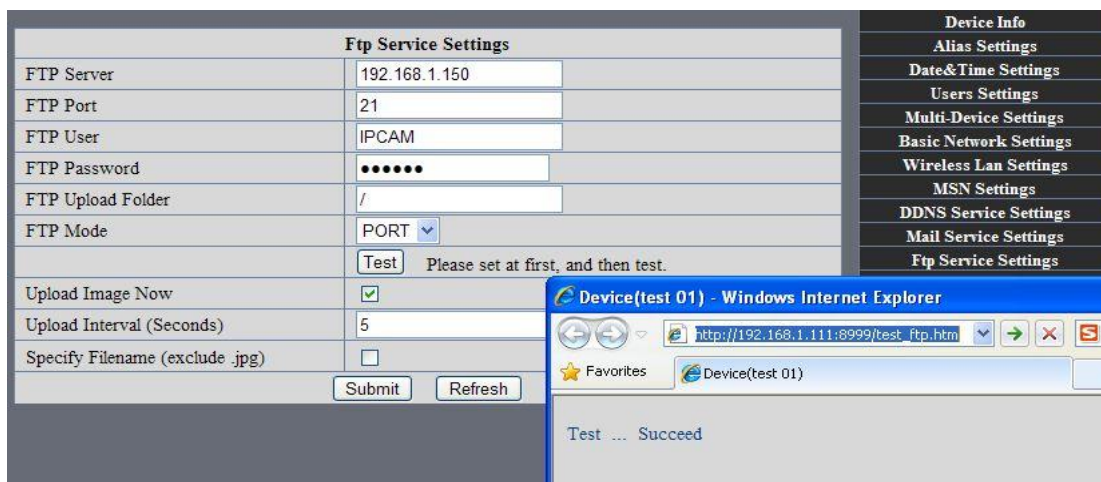 Ftp Service Settings
FTP Server 192.168.1.150
FTP Port 21
FTP User IPCAM
FTP Password ●●●●●●
FTP Upload Folder /
FTP Mode PORT
Test Please set at first, and then test.
Upload Image Now
Upload Interval (Seconds) 5
Specify Filename (exclude .jpg)
Submit Refresh
Device Info
Alias Settings
Date&Time Settings
Users Settings
Multi-Device Settings
Basic Network Settings
Wireless Lan Settings
MSN Settings
DDNS Service Settings
Mail Service Settings
Ftp Service Settings
Device(test 01) - Windows Internet Explorer
http://192.168.1.111:8999/test_ftp.htm
Favorites Device(test 01)
Test ... Succeed